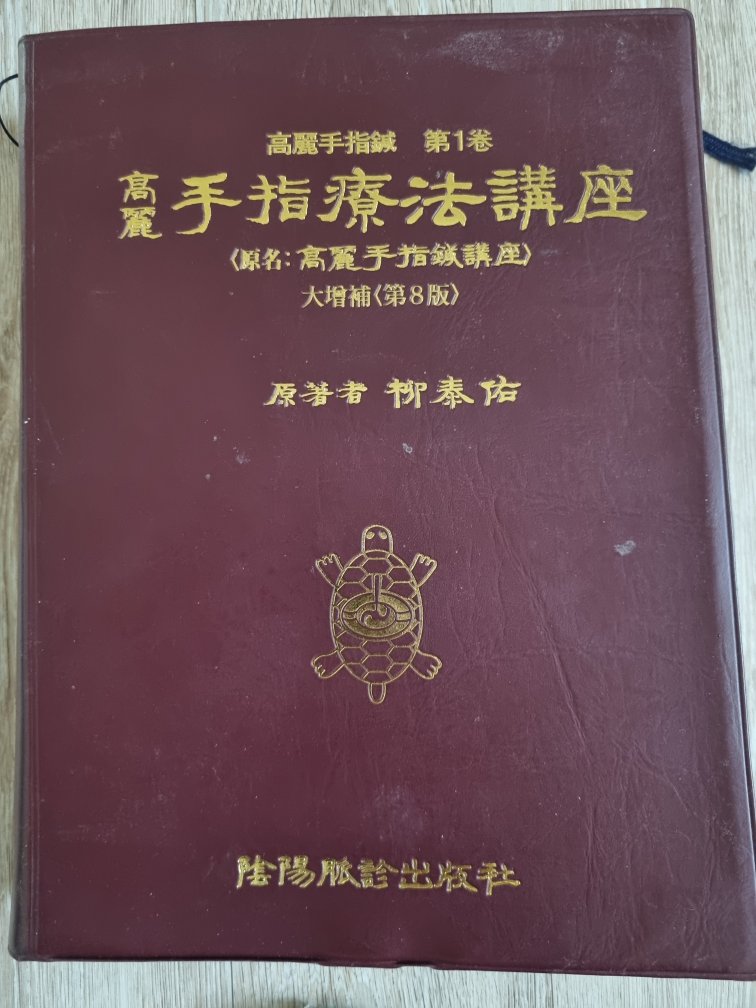 高麗手指鍼 第1卷
高麗 手指療法講座
〈原名: 高麗手指鍼講座〉
大增補〈第8版〉
原著者 柳泰佑
陰陽脈診出版社